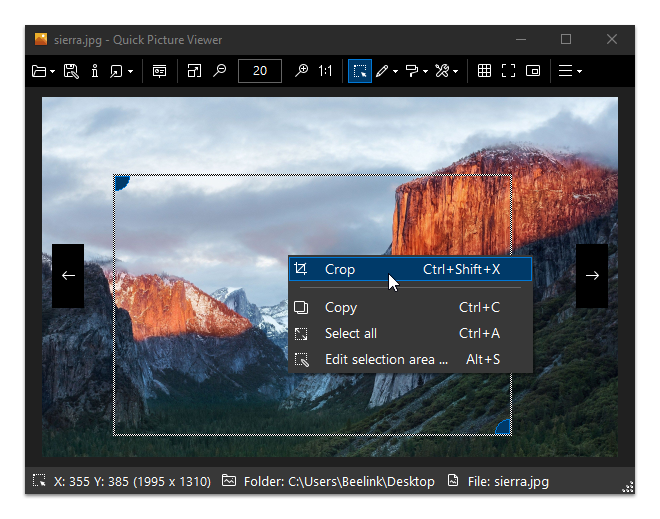 sierra.jpg - Quick Picture Viewer
20 1:1
Crop Ctrl+Shift+X
Copy Ctrl+C
Select all Ctrl+A
Edit selection area ... Alt+S
X: 355 Y: 385 (1995 x 1310) Folder: C:\Users\Beelink\Desktop File: sierra.jpg